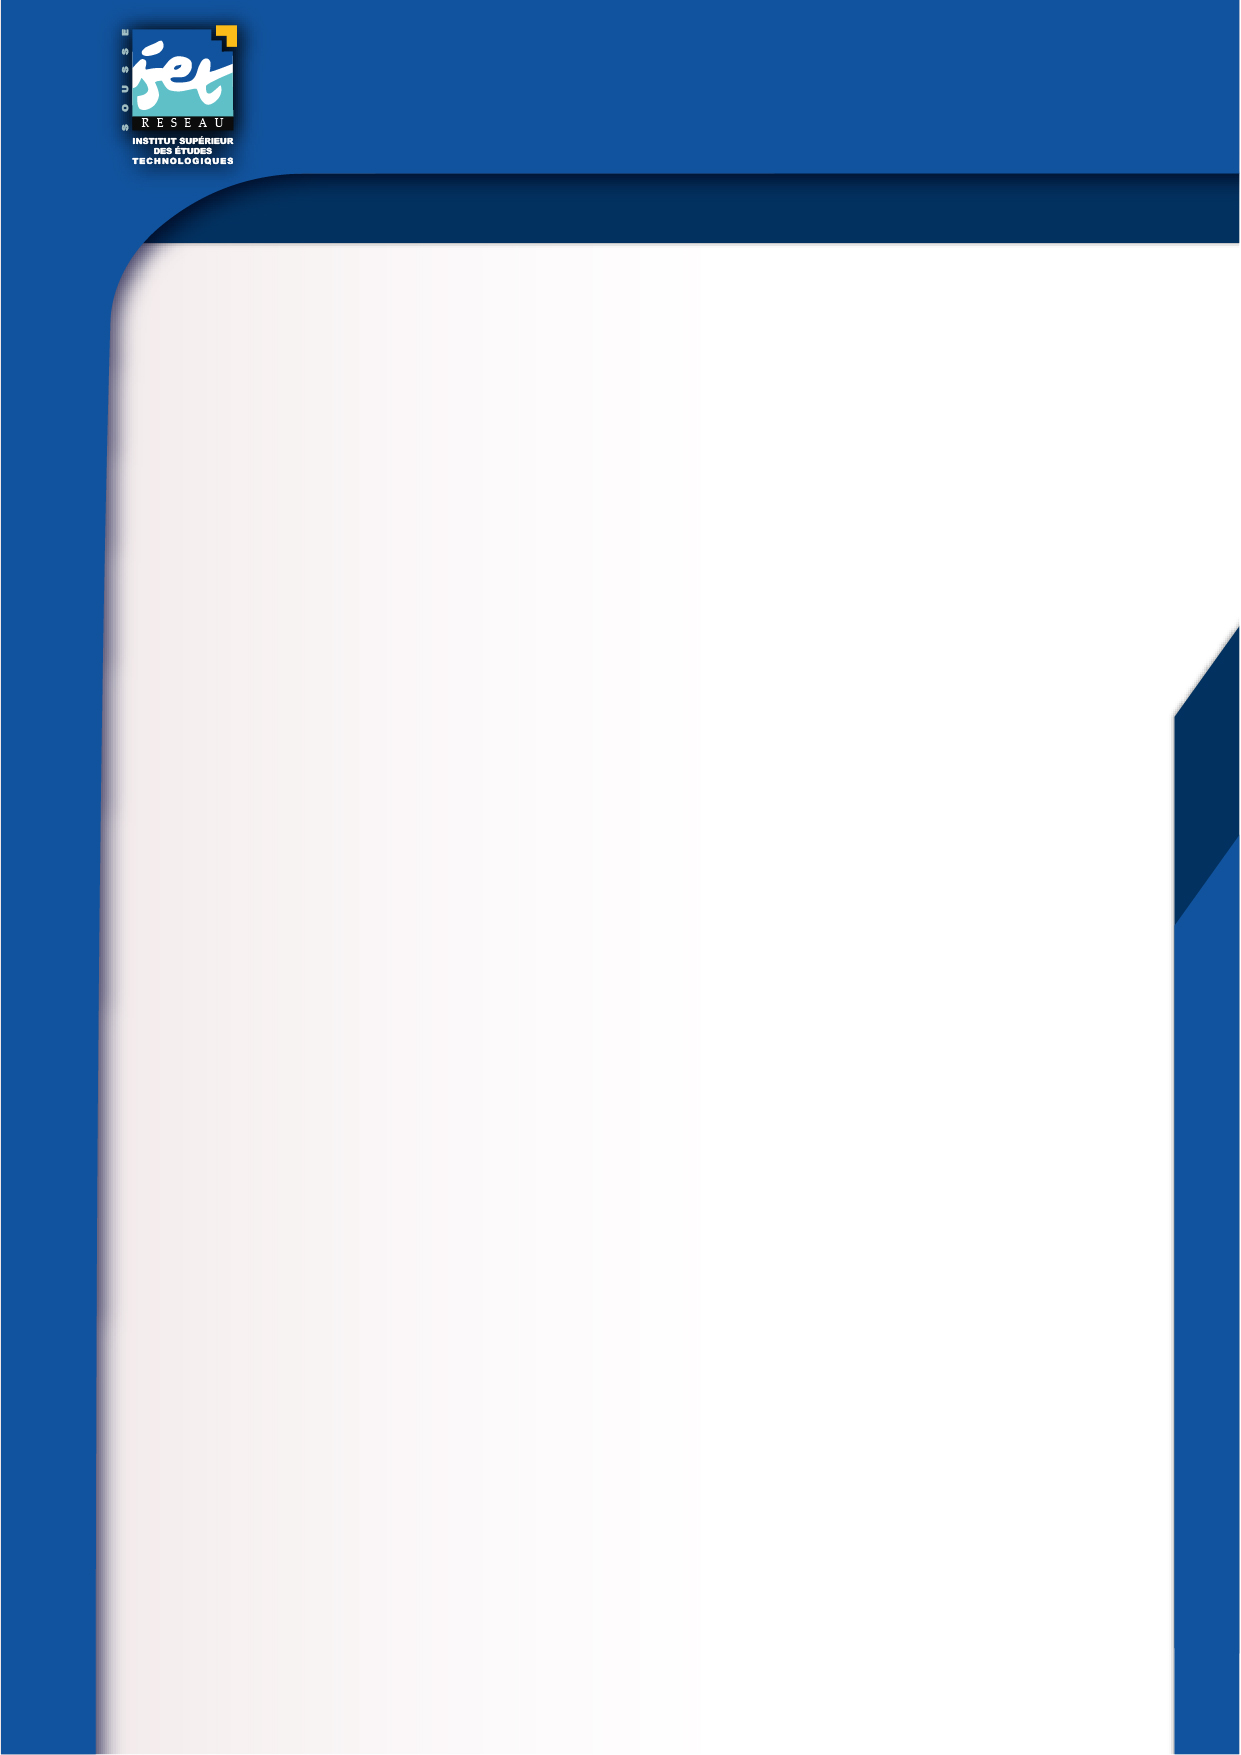 SOUSSE
iset
RESEAU
INSTITUT SUPÉRIEUR
DES ÉTUDES
TECHNOLOGIQUES